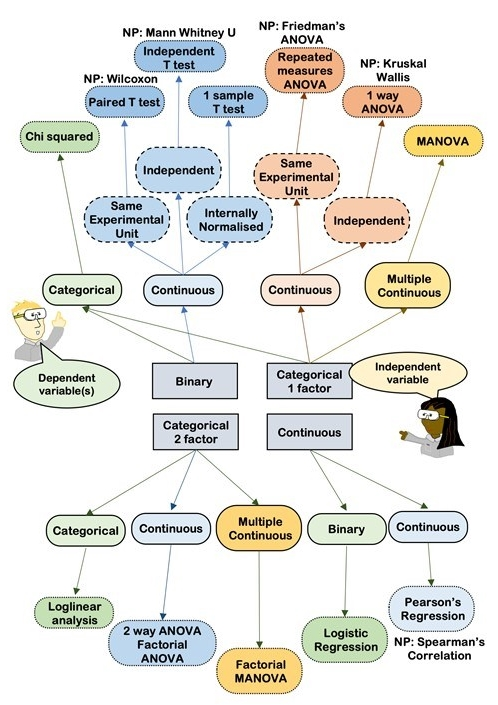 NP: Mann Whitney U
Independent
T test
NP: Friedman's
ANOVA
Repeated
measures
ANOVA
NP: Wilcoxon
Paired T test
1 sample
T test
NP: Kruskal
Wallis
1 way
ANOVA
Chi squared
MANOVA
Independent
Same
Experimental
Unit
Same
Experimental
Unit
Internally
Normalised
Independent
Categorical
Continuous
Continuous
Multiple
Continuous
Dependent
variable(s)
Binary
Categorical
1 factor
Independent
variable
Categorical
2 factor
Continuous
Categorical
Continuous
Multiple
Continuous
Binary
Continuous
Loglinear
analysis
2 way ANOVA
Factorial
ANOVA
Factorial
MANOVA
Logistic
Regression
Pearson's
Regression
NP: Spearman's
Correlation